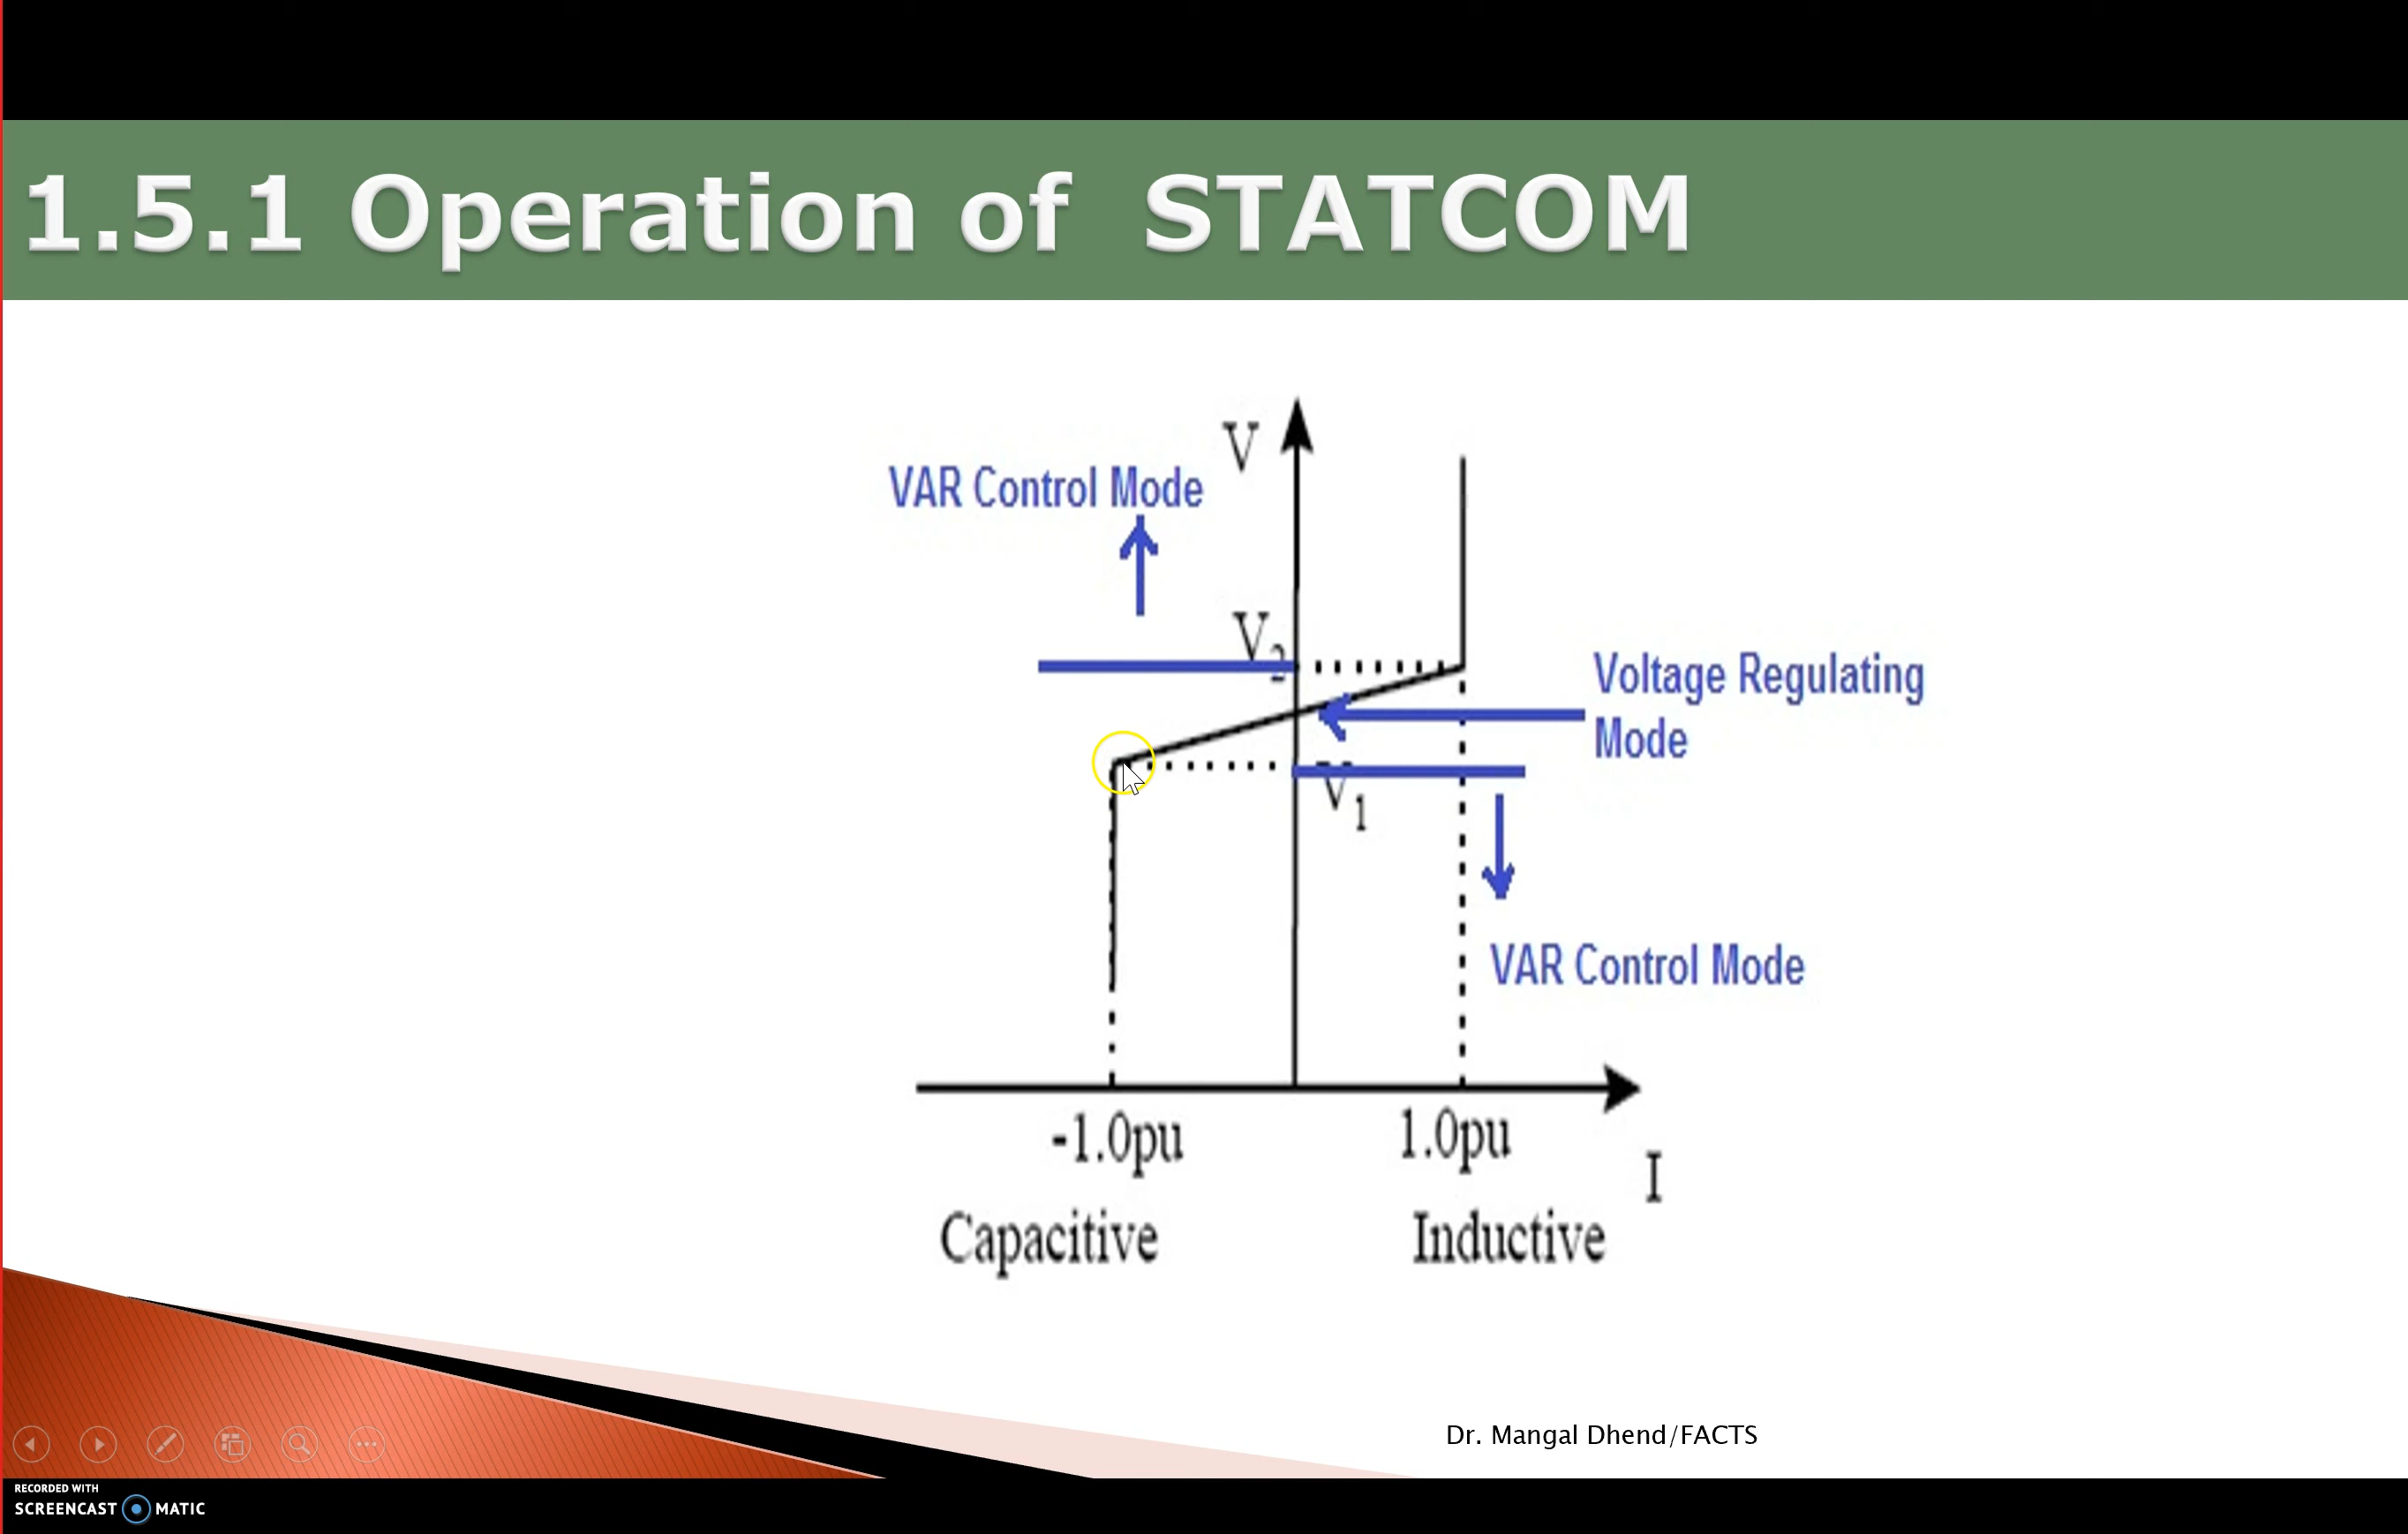 1.5.1 Operation of STATCOM
V
VAR Control Mode
V2
Voltage Regulating
Mode
V1
VAR Control Mode
-1.0pu
1.0pu
I
Capacitive
Inductive
Dr. Mangal Dhend/FACTS
RECORDED WITH
SCREENCAST MATIC